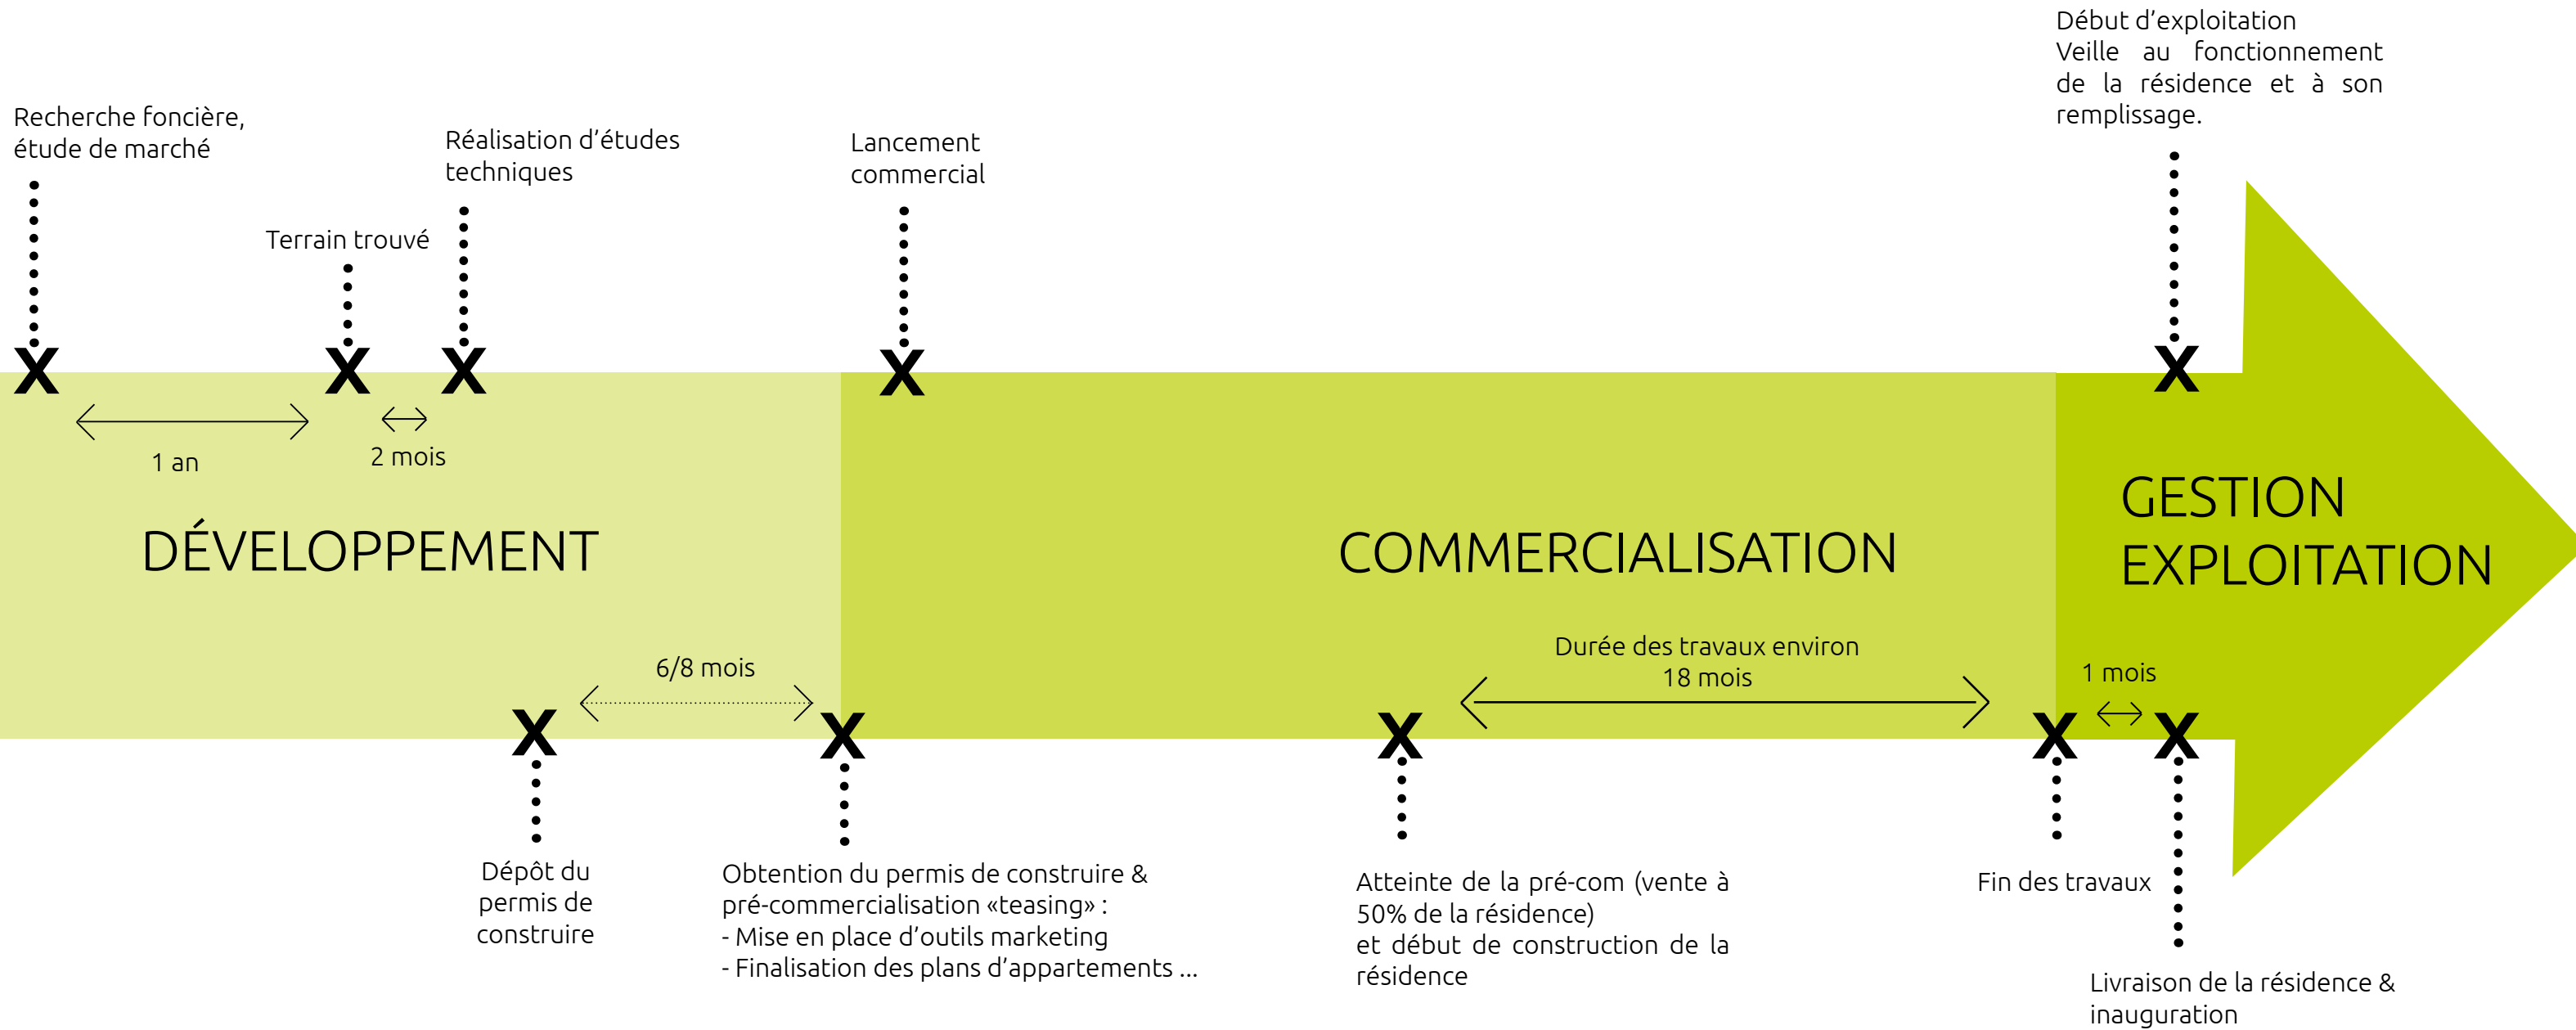 Début d’exploitation
Veille au fonctionnement
de la résidence et à son
remplissage.
Recherche foncière,
étude de marché
Réalisation d’études
techniques
Lancement
commercial
Terrain trouvé
X
X
X
X
X
1 an
2 mois
DÉVELOPPEMENT
COMMERCIALISATION
GESTION
EXPLOITATION
6/8 mois
Durée des travaux environ
18 mois
1 mois
X
X
X
X
X
Dépôt du
permis de
construire
Obtention du permis de construire &
pré-commercialisation «teasing» :
- Mise en place d’outils marketing
- Finalisation des plans d’appartements ...
Atteinte de la pré-com (vente à
50% de la résidence)
et début de construction de la
résidence
Fin des travaux
Livraison de la résidence &
inauguration